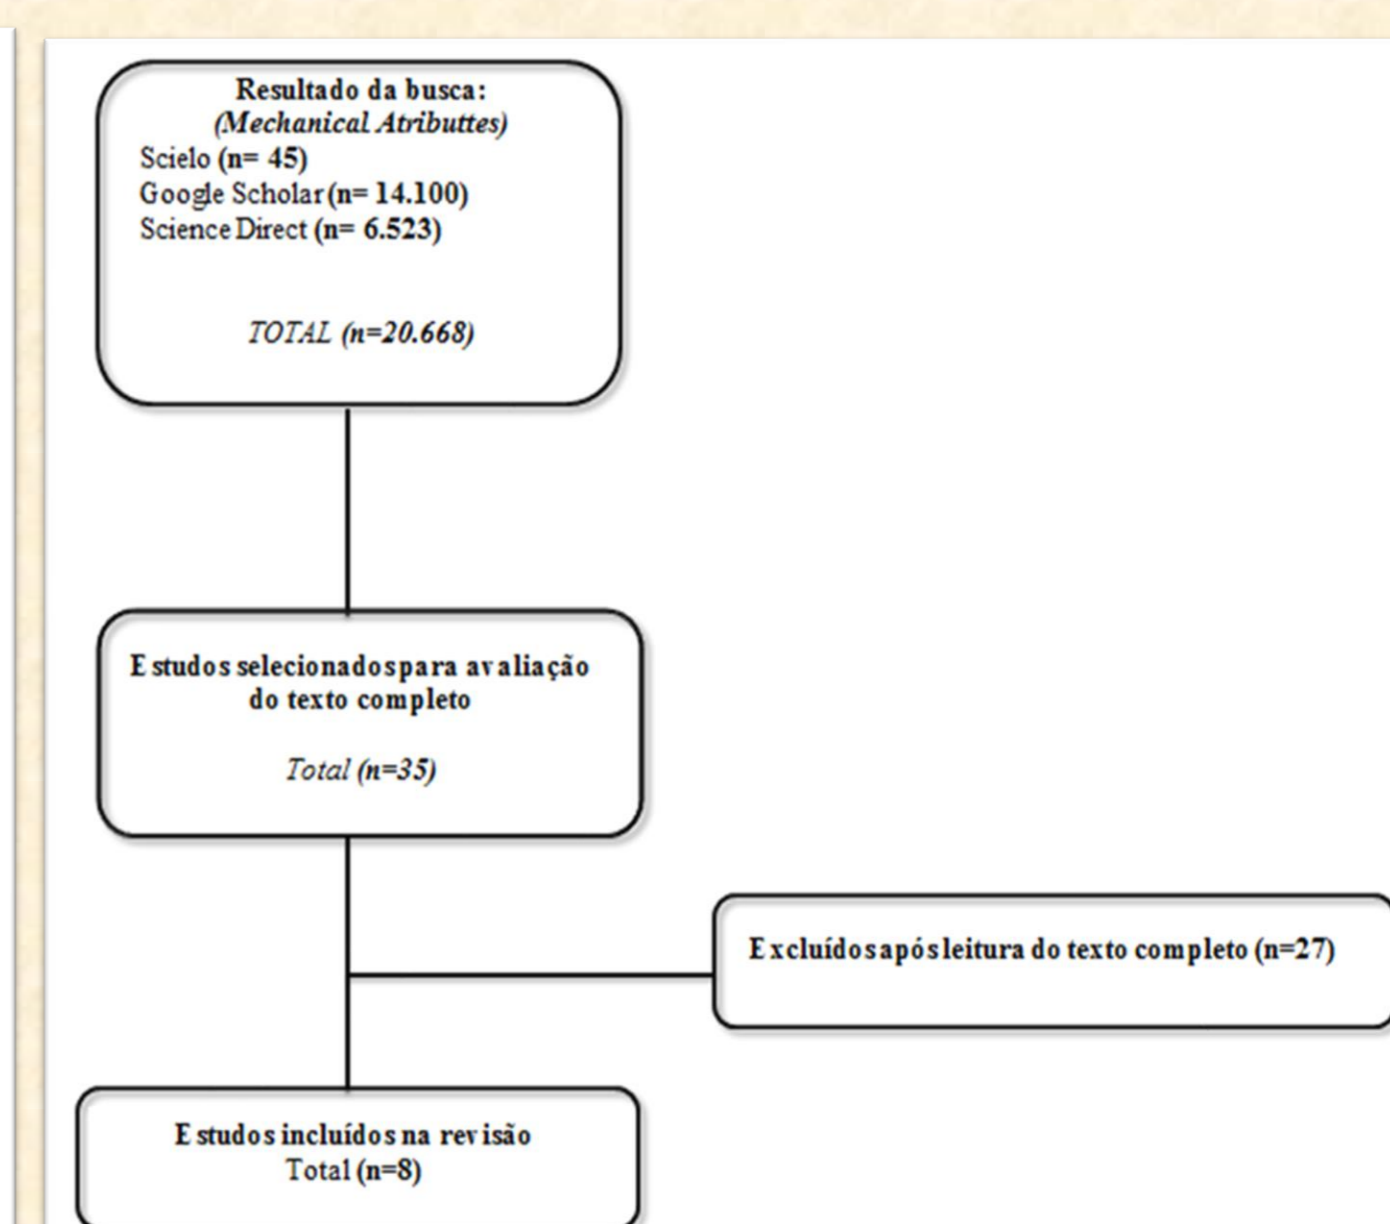 Resultado da busca:
(Mechanical Atributtes)
Scielo (n= 45)
Google Scholar (n= 14.100)
Science Direct (n= 6.523)
TOTAL (n=20.668)
Estudos selecionados para avaliação
do texto completo
Total (n=35)
Excluídos após leitura do texto completo (n=27)
Estudos incluídos na revisão
Total (n=8)